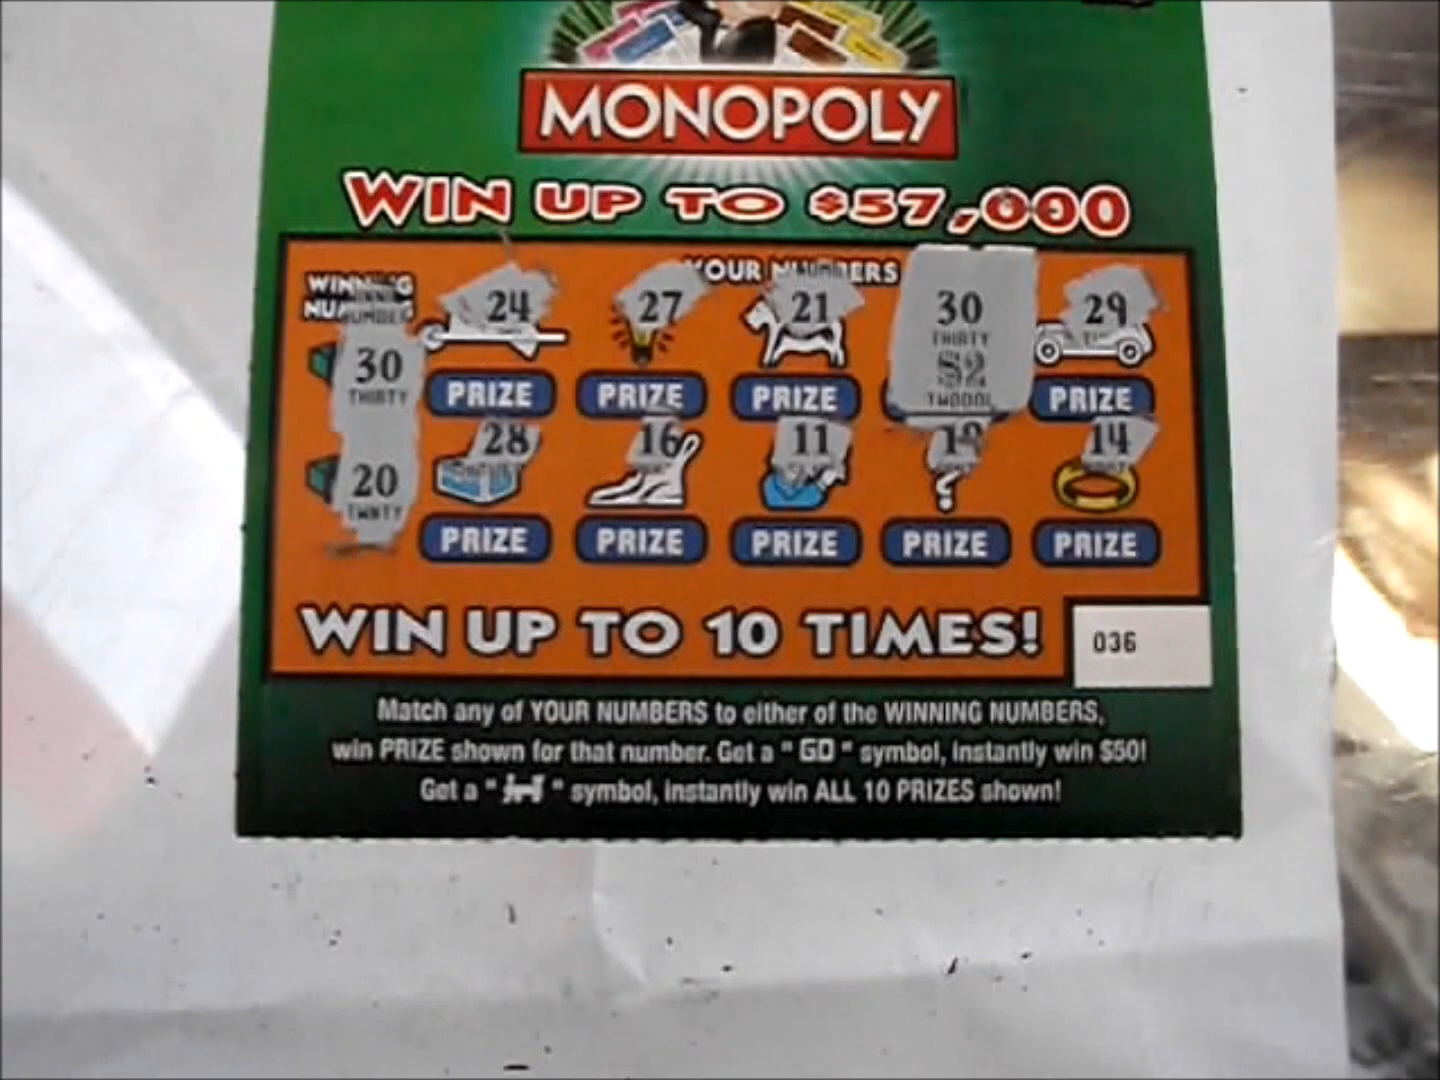 MONOPOLY
WIN UP TO $57,000
WINNING YOUR NUMBERS
24 27 21 30 29
THIRTY
30 $2
THIRTY
PRIZE PRIZE PRIZE PRIZE
28 16 11 14
20
PRIZE PRIZE PRIZE PRIZE PRIZE
WIN UP TO 10 TIMES!
036
Match any of YOUR NUMBERS to either of the WINNING NUMBERS,
win PRIZE shown for that number. Get a "GO" symbol, instantly win $50!
Get a " " symbol, instantly win ALL 10 PRIZES shown!